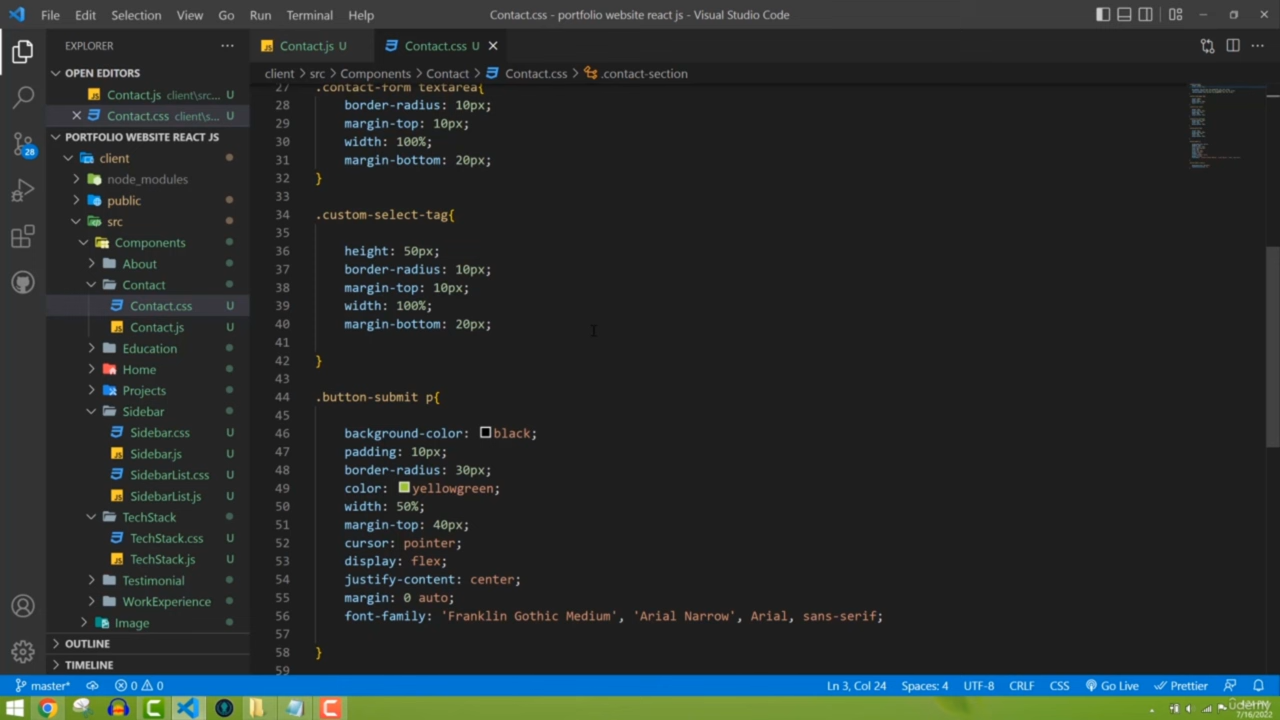 File Edit Selection View Go Run Terminal Help Contact.css - portfolio website react js - Visual Studio Code
EXPLORER
Contact.js U
Contact.css U
OPEN EDITORS
Contact.js client\src... U
Contact.css client\s... U
PORTFOLIO WEBSITE REACT JS
client
node_modules
public
src
Components
About
Contact
Contact.css U
Contact.js U
Education
Home
Projects
Sidebar
Sidebar.css U
Sidebar.js U
SidebarList.css U
SidebarList.js U
TechStack
TechStack.css U
TechStack.js U
Testimonial
WorkExperience
Image
OUTLINE
TIMELINE
28
client > src > Components > Contact > Contact.css > .contact-section
27 .contact-form textarea{
28 border-radius: 10px;
29 margin-top: 10px;
30 width: 100%;
31 margin-bottom: 20px;
32 }
33
34 .custom-select-tag{
35
36 height: 50px;
37 border-radius: 10px;
38 margin-top: 10px;
39 width: 100%;
40 margin-bottom: 20px;
41
42 }
43
44 .button-submit p{
45
46 background-color: black;
47 padding: 10px;
48 border-radius: 30px;
49 color: yellowgreen;
50 width: 50%;
51 margin-top: 40px;
52 cursor: pointer;
53 display: flex;
54 justify-content: center;
55 margin: 0 auto;
56 font-family: 'Franklin Gothic Medium', 'Arial Narrow', Arial, sans-serif;
57
58 }
59
master* 0 0 Ln 3, Col 24 Spaces: 4 UTF-8 CRLF CSS Go Live Prettier
udemy
7/16/2022